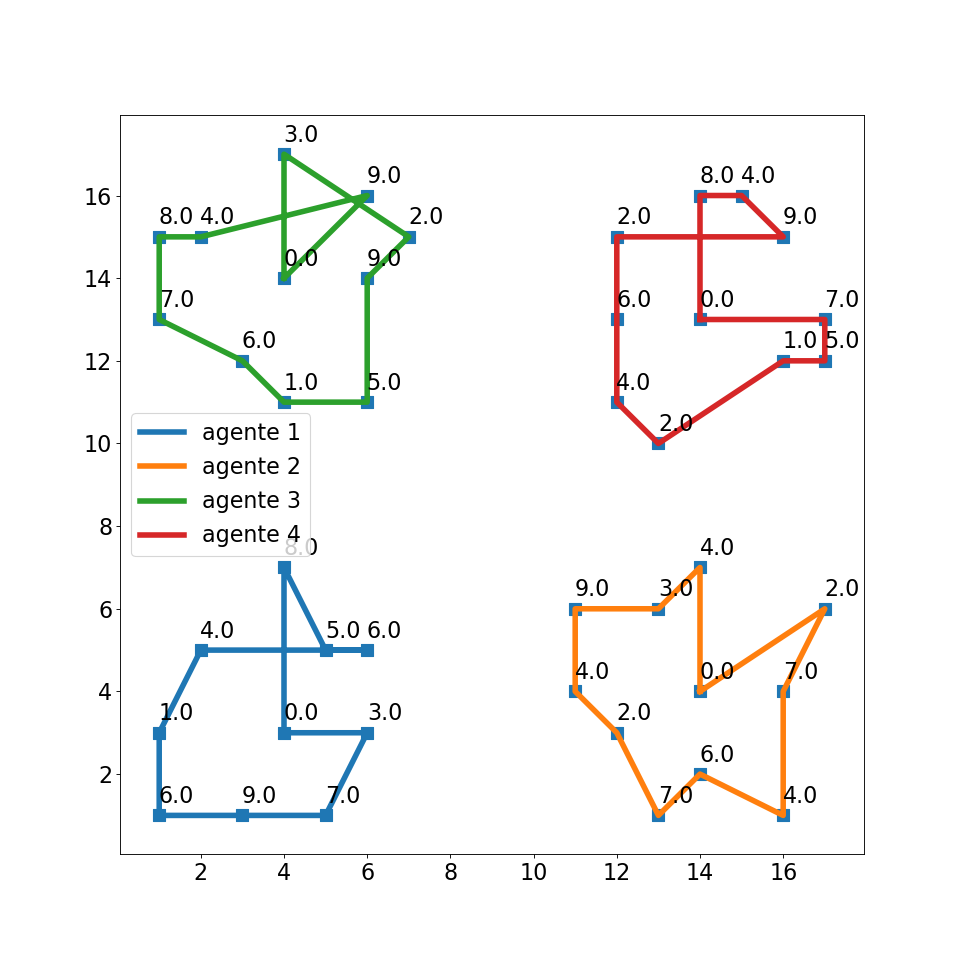 3.0
9.0
8.0 4.0
8.0 4.0 2.0
2.0 9.0
0.0 9.0
7.0 6.0 0.0 7.0
6.0 1.0 5.0
1.0 5.0 4.0
2.0
agente 1
agente 2
agente 3
agente 4
8.0 4.0
9.0 3.0 2.0
4.0 5.0 6.0
4.0 0.0 7.0
1.0 0.0 3.0 2.0
6.0
6.0 9.0 7.0 7.0 4.0
16
14
12
10
8
6
4
2
2 4 6 8 10 12 14 16